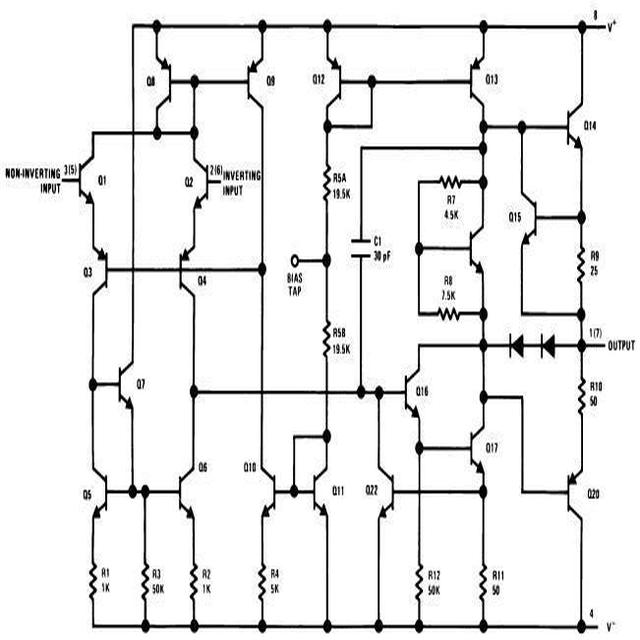 8
V+
Q8
Q9
Q12
Q13
Q14
NON-INVERTING
INPUT
3(5)
Q1
Q2
2(6)
INVERTING
INPUT
R5A
19.5K
R7
4.5K
Q15
C1
30 pF
Q3
Q4
BIAS
TAP
R8
7.5K
R9
25
R5B
19.5K
1(7)
OUTPUT
Q7
Q16
R10
50
Q17
Q5
Q6
Q10
Q11
Q22
Q20
R1
1K
R3
50K
R2
1K
R4
5K
R12
50K
R11
50
4
V-